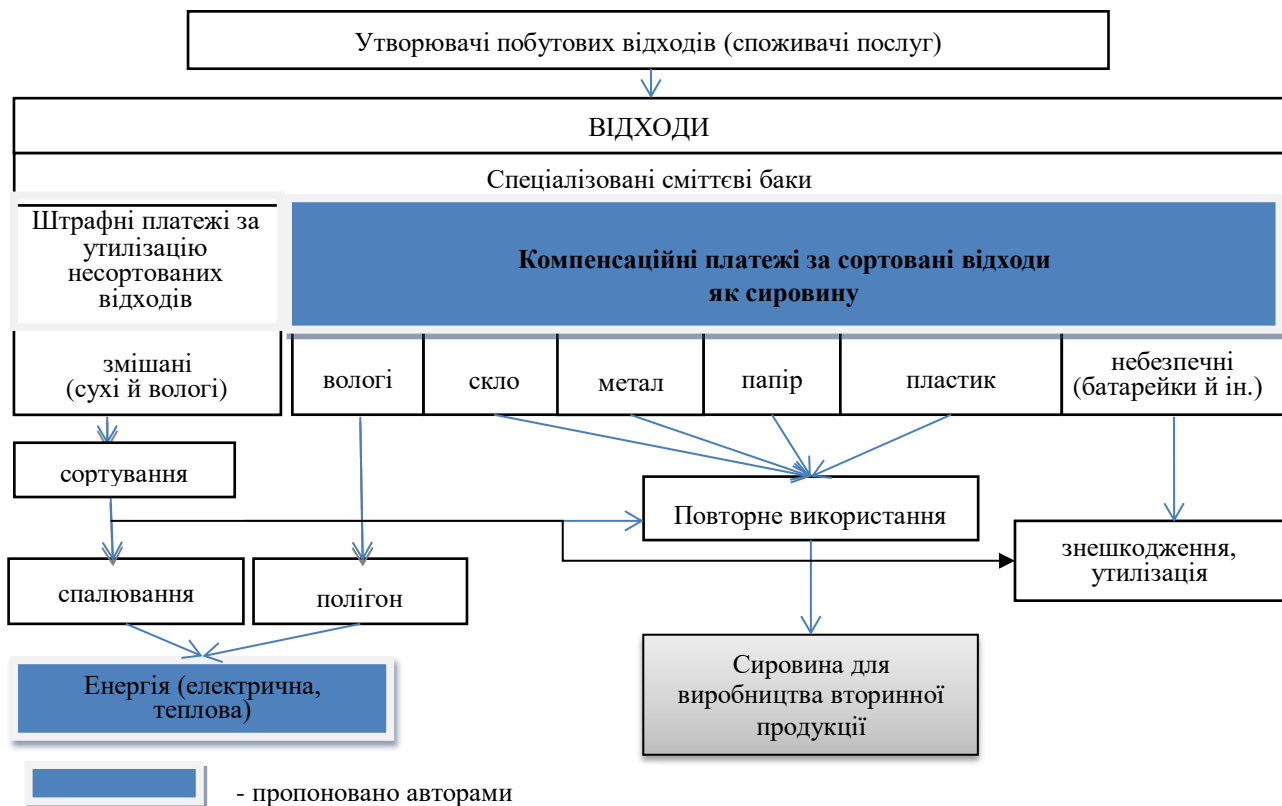 Утворювачі побутових відходів (споживачі послуг)
ВІДХОДИ
Спеціалізовані сміттєві баки
Штрафні платежі за
утилізацію
несортованих
відходів
Компенсаційні платежі за сортовані відходи
як сировину
змішані
(сухі й вологі)
вологі
скло
метал
папір
пластик
небезпечні
(батарейки й ін.)
сортування
Повторне використання
знешкодження,
утилізація
спалювання
полігон
Енергія (електрична,
теплова)
Сировина для
виробництва вторинної
продукції
- пропоновано авторами